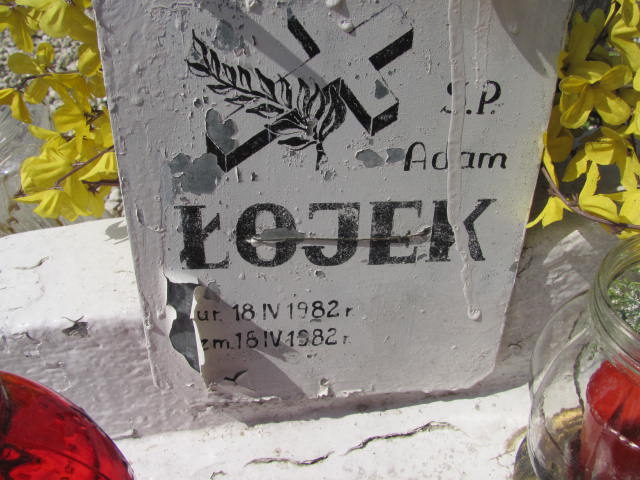 Ś.P.
Adam
ŁOJEK
ur. 18 IV 1982 r.
zm. 18 IV 1982 r.